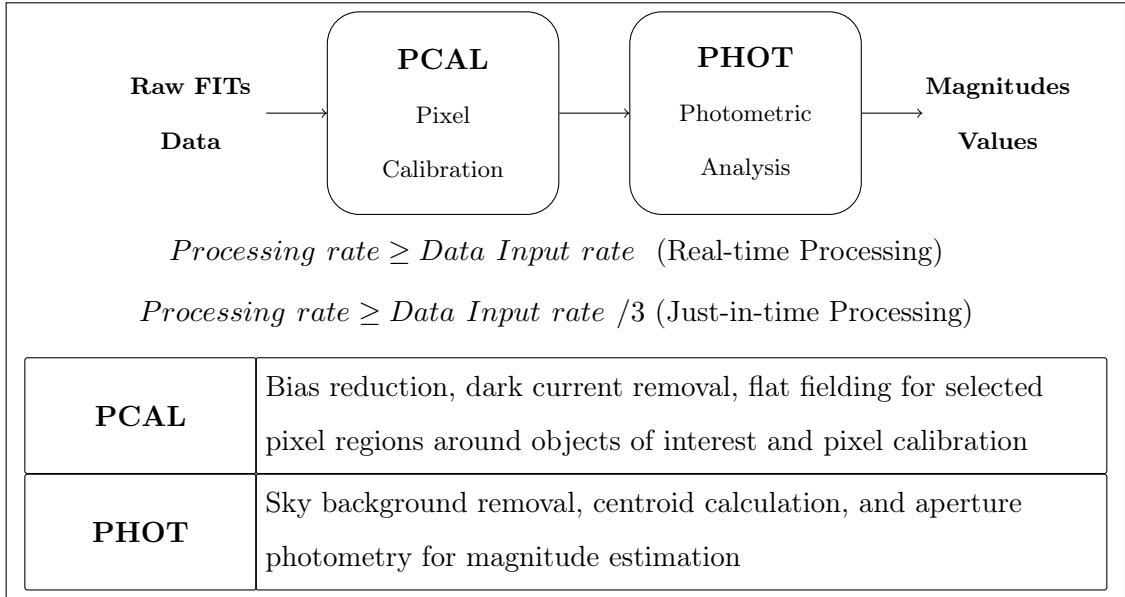 Raw FITs
Data
PCAL
Pixel
Calibration
PHOT
Photometric
Analysis
Magnitudes
Values
Processing rate ≥ Data Input rate (Real-time Processing)
Processing rate ≥ Data Input rate /3 (Just-in-time Processing)
PCAL
Bias reduction, dark current removal, flat fielding for selected
pixel regions around objects of interest and pixel calibration
PHOT
Sky background removal, centroid calculation, and aperture
photometry for magnitude estimation